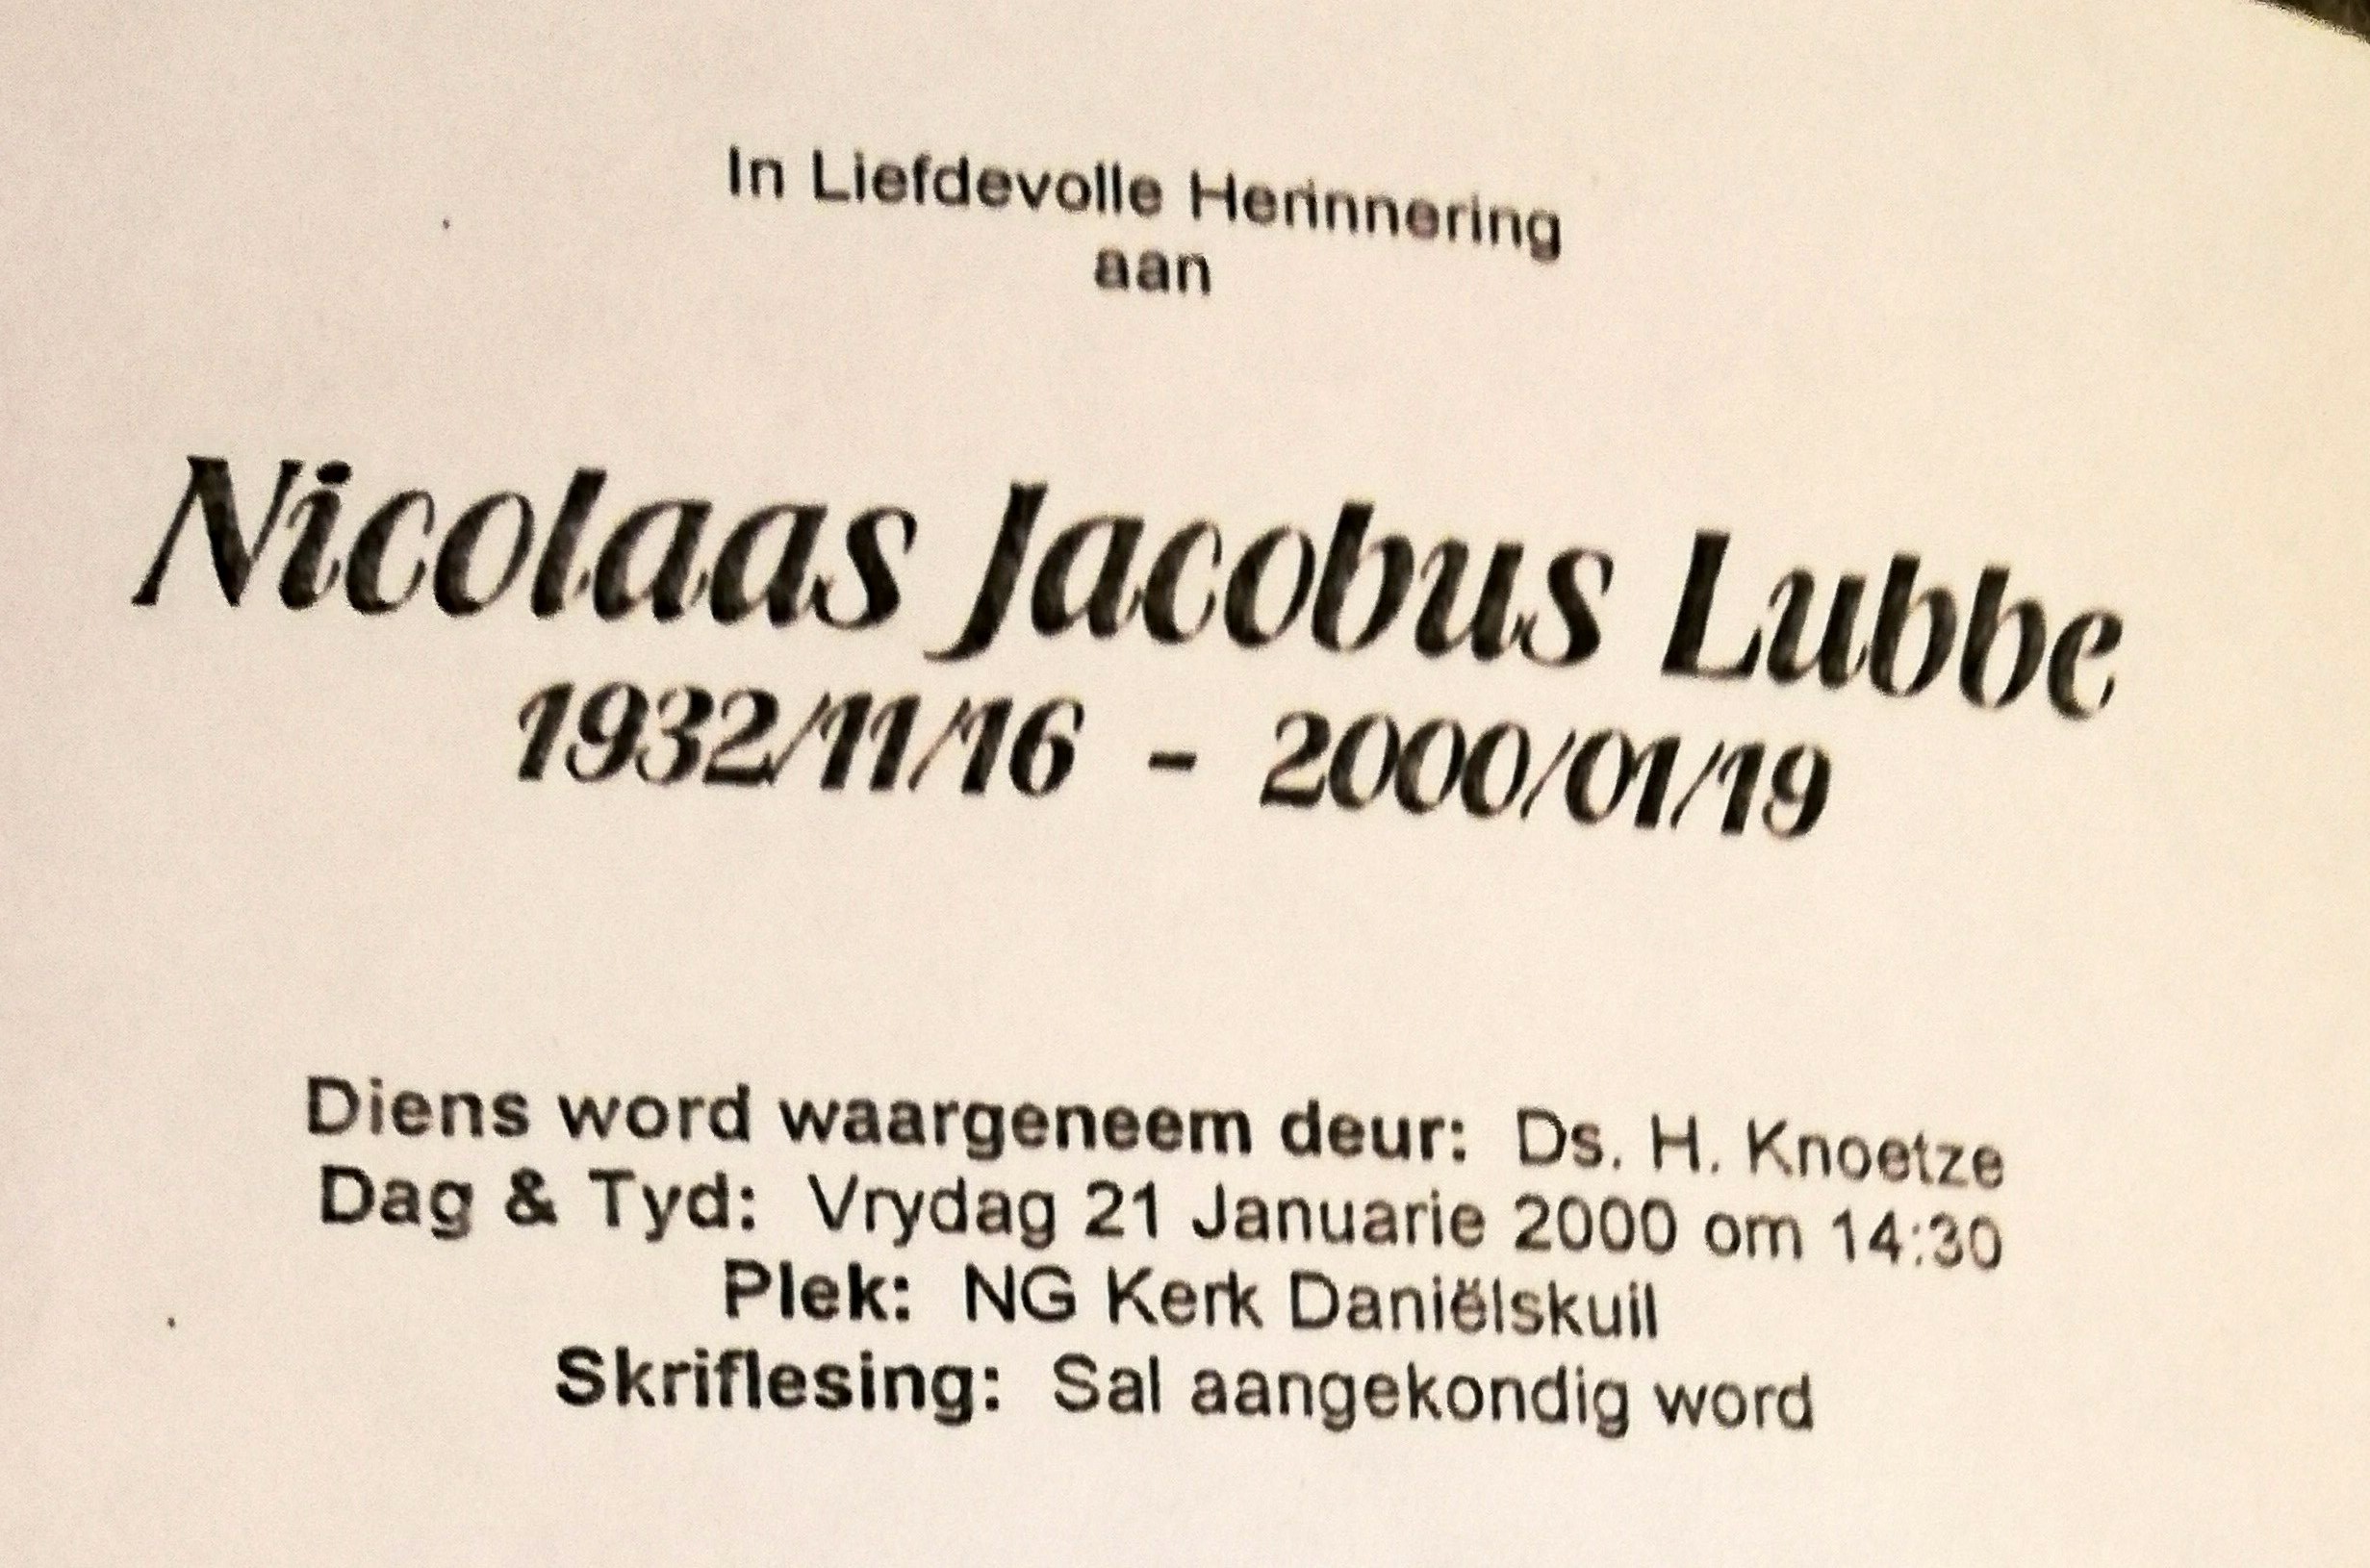 In Liefdevolle Herinnering
aan
Nicolaas Jacobus Lubbe
1932/11/16 - 2000/01/19
Diens word waargeneem deur: Ds. H. Knoetze
Dag & Tyd: Vrydag 21 Januarie 2000 om 14:30
Plek: NG Kerk Daniëlskuil
Skriflesing: Sal aangekondig word